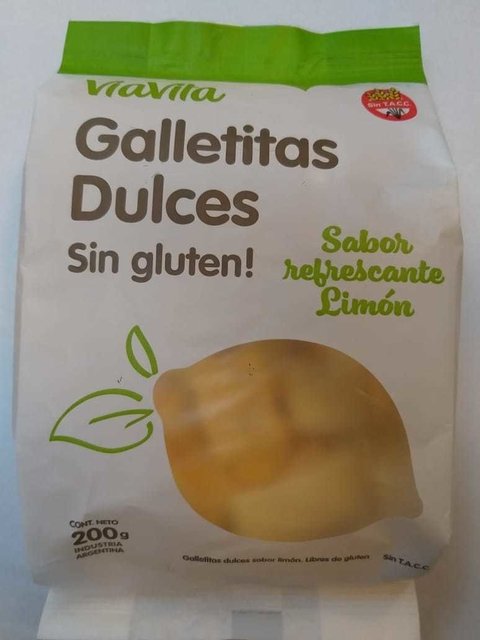 ViaVita
Sin T.A.C.C.
Galletitas
Dulces
Sin gluten!
Sabor
refrescante
Limón
CONT. NETO
200g
INDUSTRIA
ARGENTINA
Galletitas dulces sabor limón. Libres de gluten
Sin T.A.C.C.